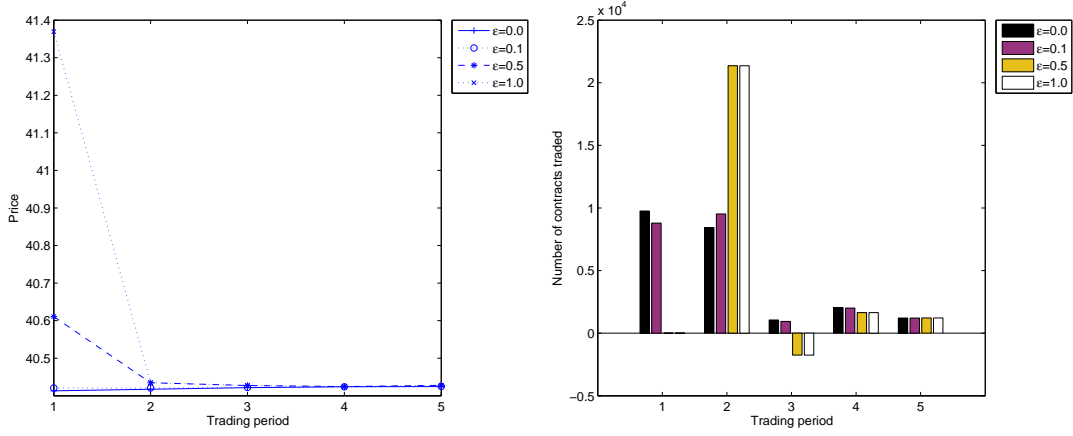 41.4
41.3
41.2
41.1
41
40.9
40.8
40.7
40.6
40.5
1 2 3 4 5
Price
Trading period
ε=0.0
ε=0.1
ε=0.5
ε=1.0
x 10⁴
2.5
2
1.5
1
0.5
0
−0.5
1 2 3 4 5
Number of contracts traded
Trading period
ε=0.0
ε=0.1
ε=0.5
ε=1.0